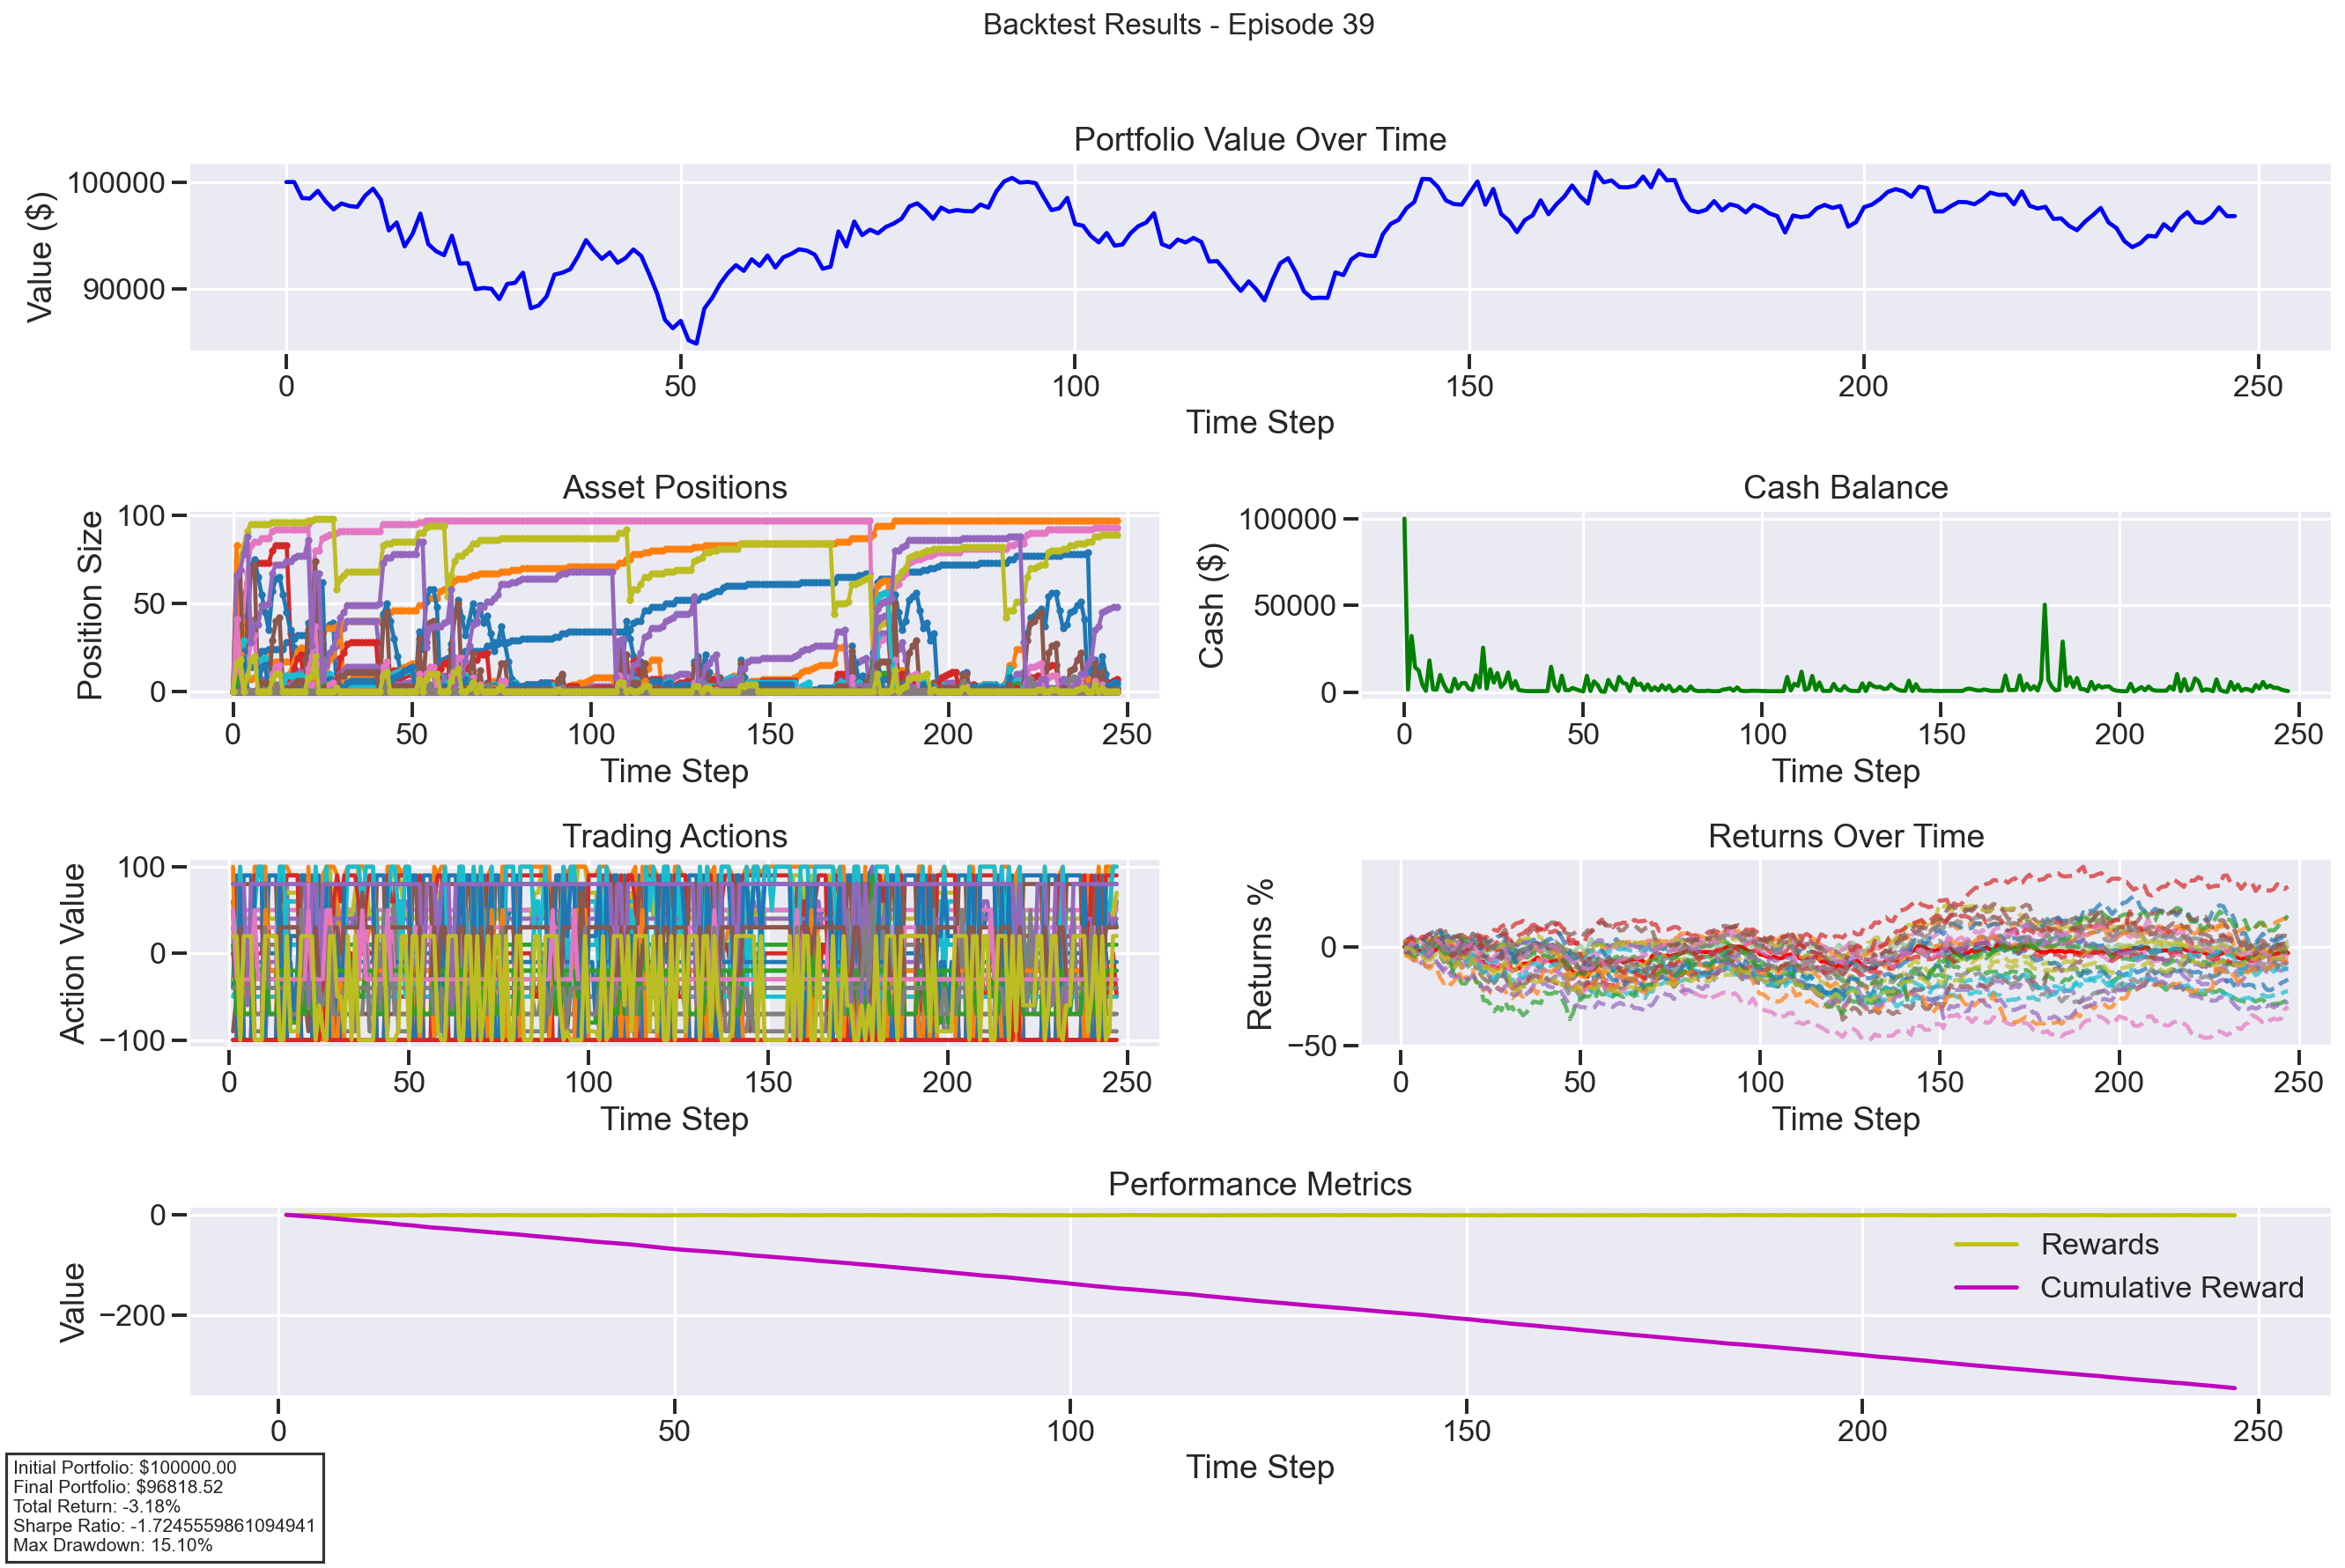 Backtest Results - Episode 39
Portfolio Value Over Time
Value ($)
100000
90000
0 50 100 150 200 250
Time Step
Asset Positions
Position Size
100
50
0
0 50 100 150 200 250
Time Step
Cash Balance
Cash ($)
100000
50000
0
0 50 100 150 200 250
Time Step
Trading Actions
Action Value
100
0
−100
0 50 100 150 200 250
Time Step
Returns Over Time
Returns %
0
−50
0 50 100 150 200 250
Time Step
Performance Metrics
Value
0
−200
Rewards
Cumulative Reward
0 50 100 150 200 250
Time Step
Initial Portfolio: $100000.00
Final Portfolio: $96818.52
Total Return: -3.18%
Sharpe Ratio: -1.7245559861094941
Max Drawdown: 15.10%